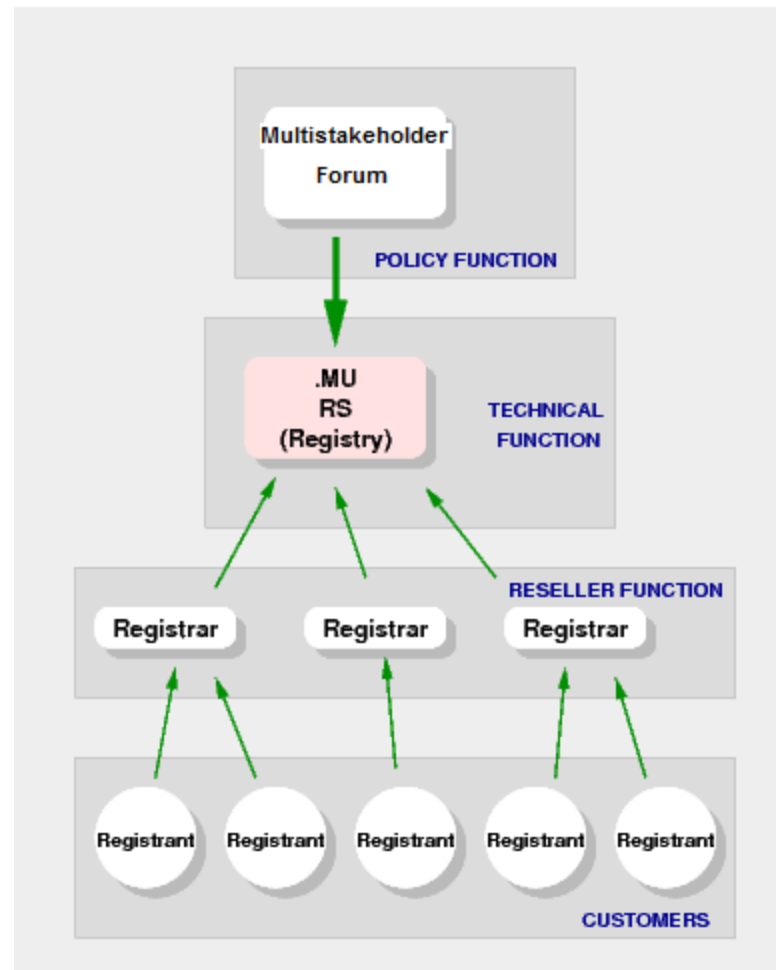 Multistakeholder
Forum
POLICY FUNCTION
.MU
RS
(Registry)
TECHNICAL
FUNCTION
RESELLER FUNCTION
Registrar
Registrar
Registrar
Registrant
Registrant
Registrant
Registrant
Registrant
CUSTOMERS